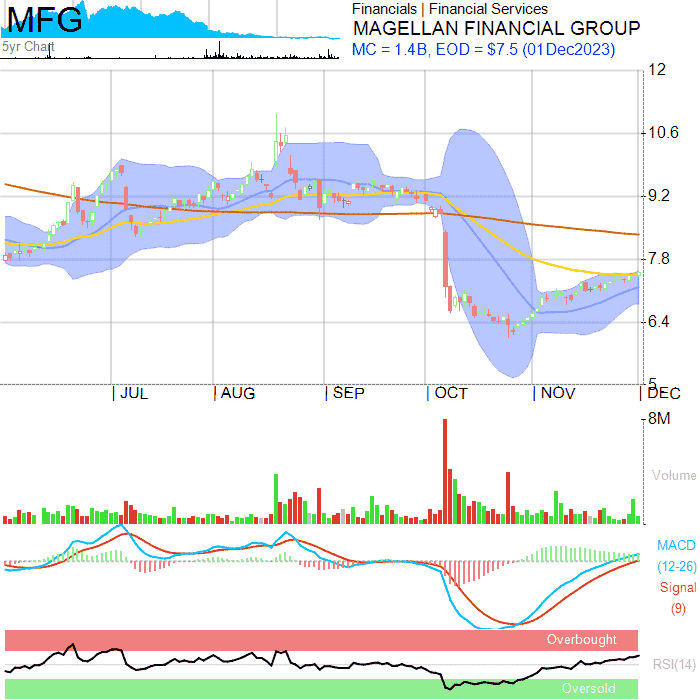 MFG
5yr Chart
Financials | Financial Services
MAGELLAN FINANCIAL GROUP
MC = 1.4B, EOD = $7.5 (01Dec2023)
12
10.6
9.2
7.8
6.4
5
JUL AUG SEP OCT NOV DEC
8M
Volume
MACD
(12-26)
Signal
(9)
Overbought
RSI(14)
Oversold